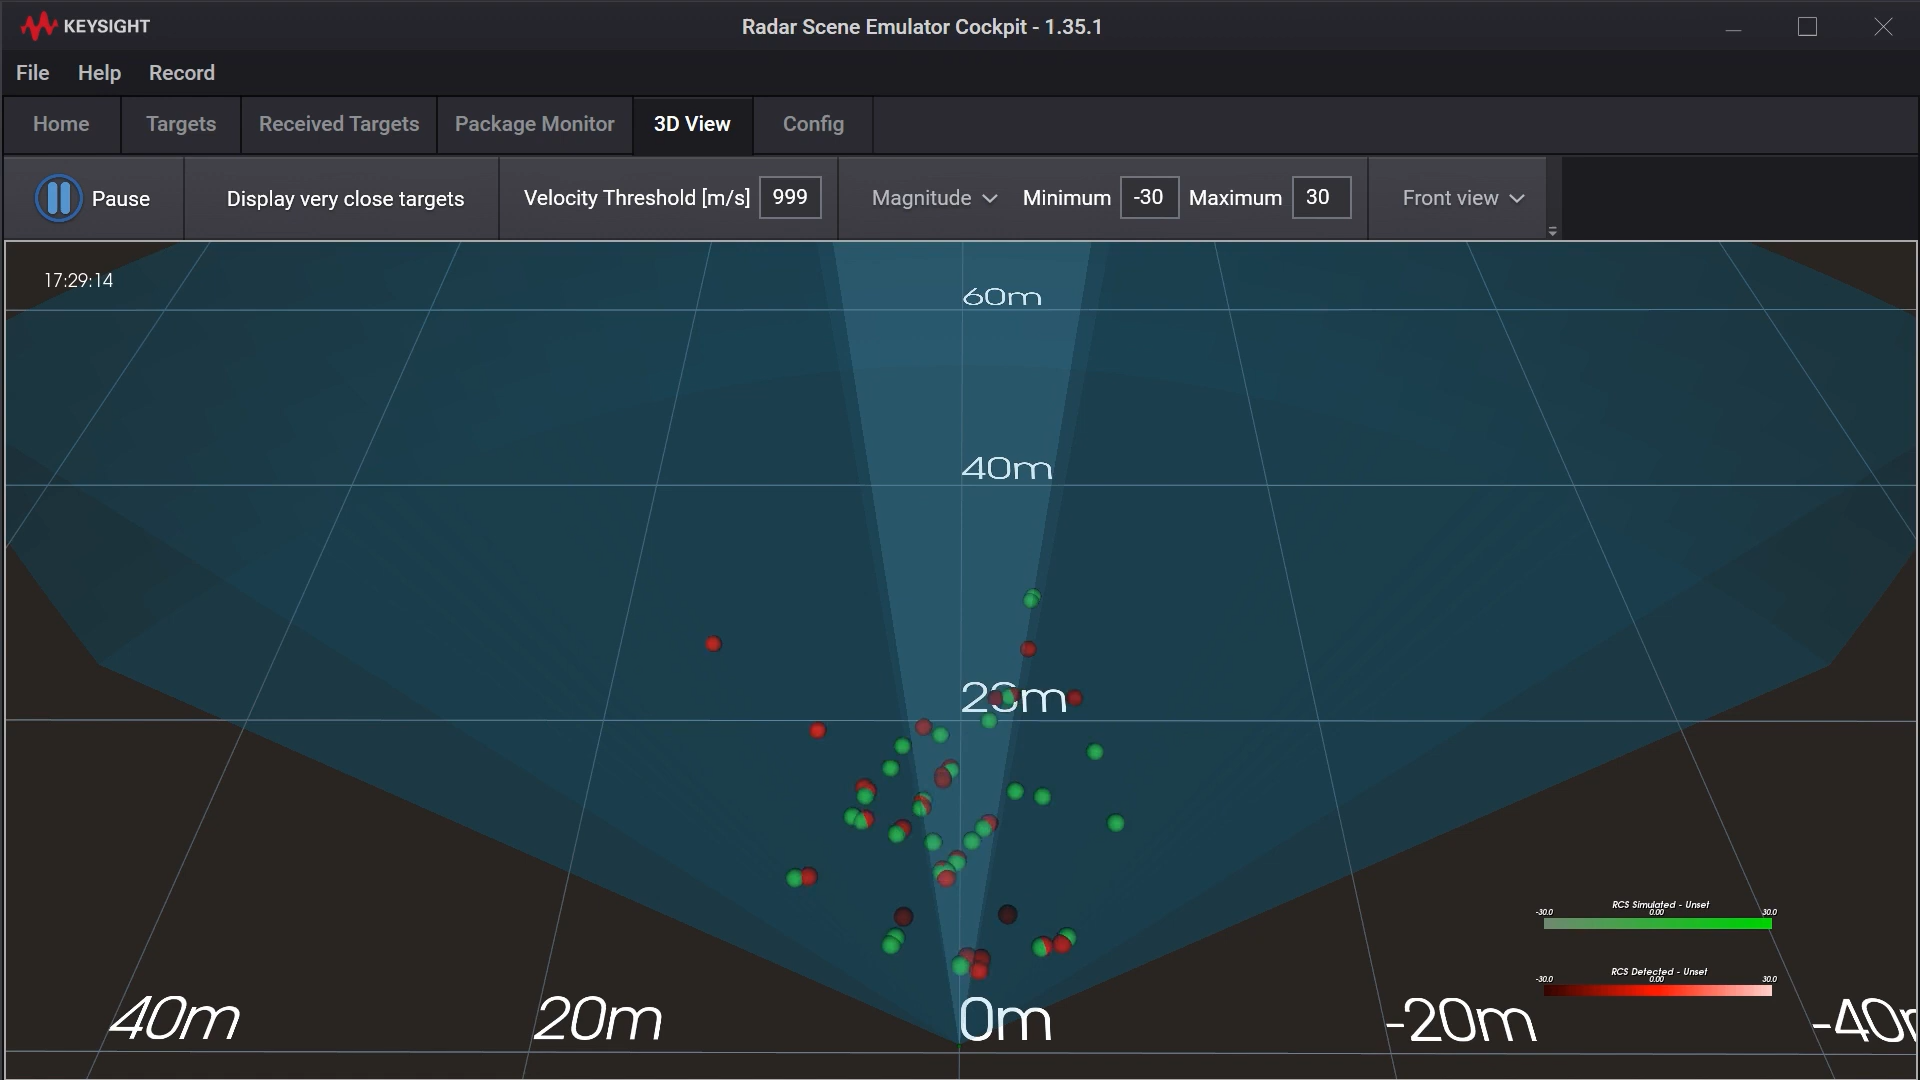 KEYSIGHT
Radar Scene Emulator Cockpit - 1.35.1
File Help Record
Home Targets Received Targets Package Monitor 3D View Config
Pause Display very close targets Velocity Threshold [m/s] 999 Magnitude Minimum -30 Maximum 30 Front view
17:29:14
60m
40m
20m
RCS Simulated - Unset
-30.0 0.00 30.0
RCS Detected - Unset
-30.0 0.00 30.0
40m 20m 0m -20m -40m